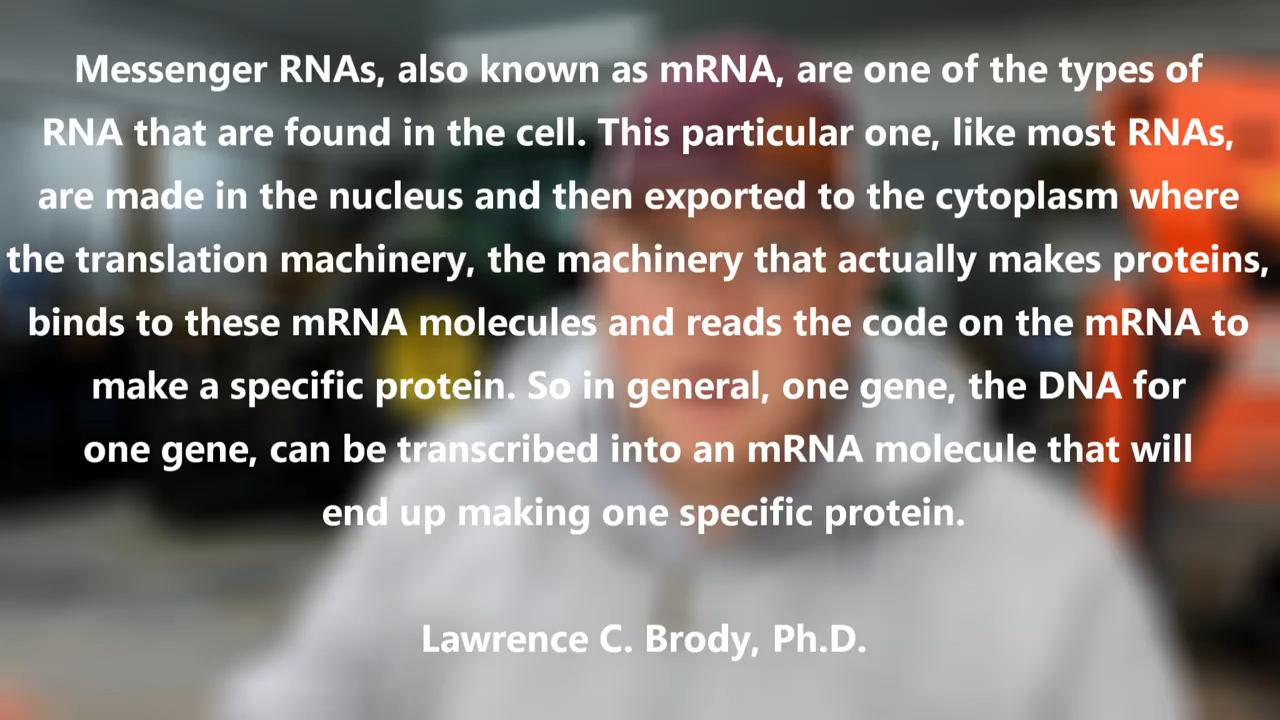 Messenger RNAs, also known as mRNA, are one of the types of
RNA that are found in the cell. This particular one, like most RNAs,
are made in the nucleus and then exported to the cytoplasm where
the translation machinery, the machinery that actually makes proteins,
binds to these mRNA molecules and reads the code on the mRNA to
make a specific protein. So in general, one gene, the DNA for
one gene, can be transcribed into an mRNA molecule that will
end up making one specific protein.
Lawrence C. Brody, Ph.D.